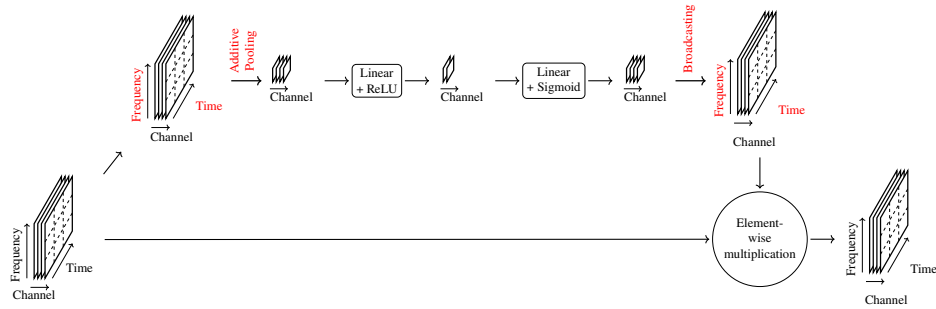 Frequency
Time
Channel
Additive
Pooling
Channel
Linear
+ ReLU
Channel
Linear
+ Sigmoid
Channel
Broadcasting
Frequency
Time
Channel
Frequency
Time
Channel
Element-
wise
multiplication
Frequency
Time
Channel